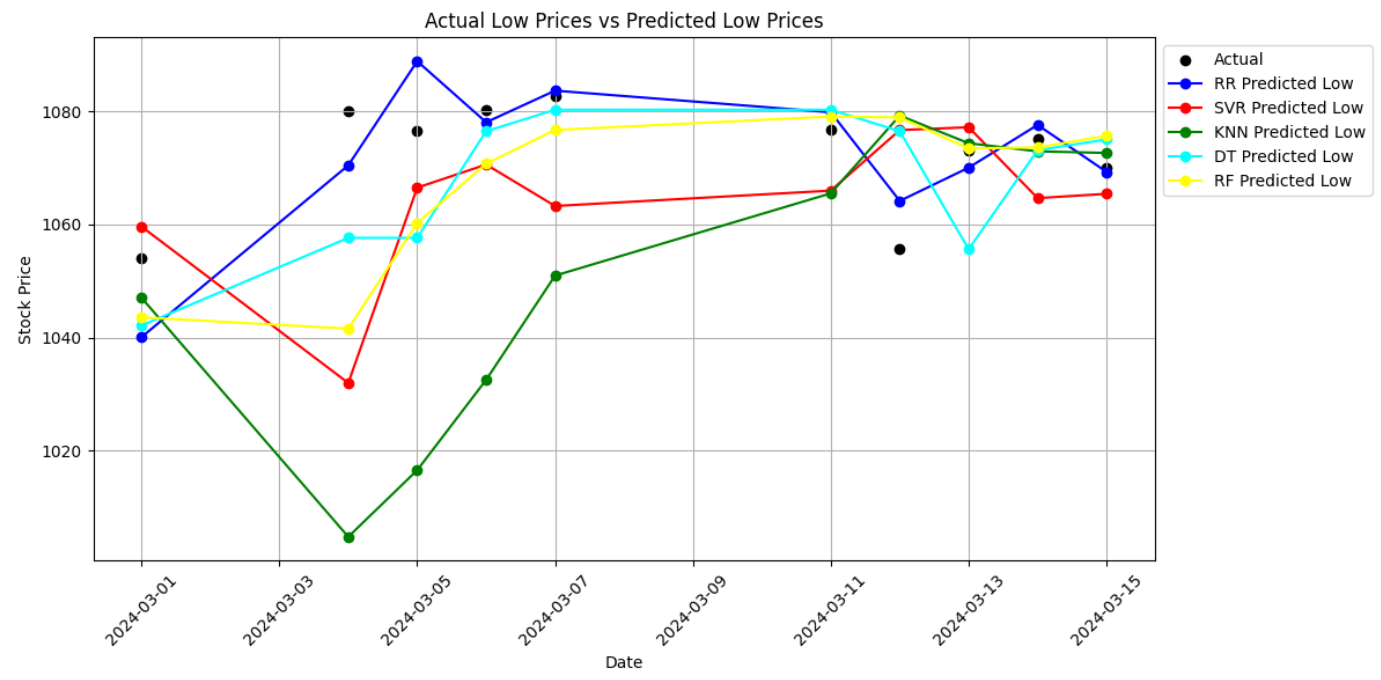 Actual Low Prices vs Predicted Low Prices
Actual
RR Predicted Low
SVR Predicted Low
KNN Predicted Low
DT Predicted Low
RF Predicted Low
Stock Price
1080
1060
1040
1020
2024-03-01
2024-03-03
2024-03-05
2024-03-07
2024-03-09
2024-03-11
2024-03-13
2024-03-15
Date